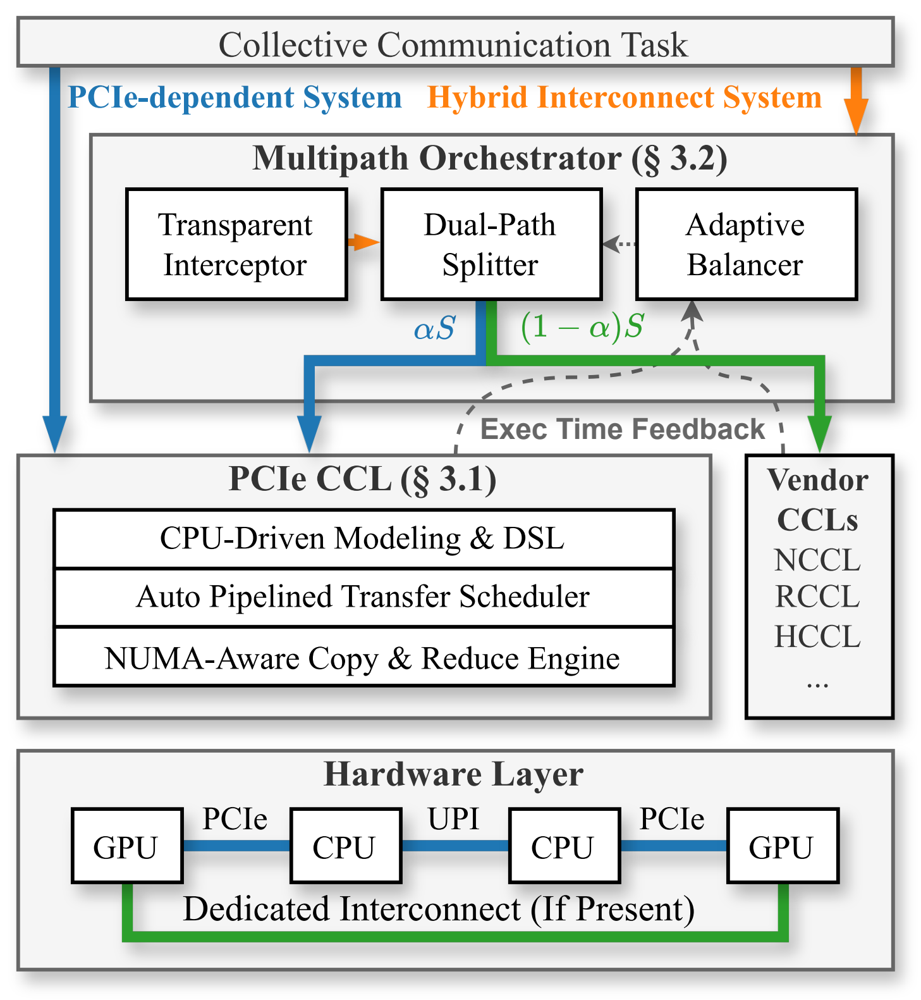 Collective Communication Task
PCIe-dependent System
Hybrid Interconnect System
Multipath Orchestrator (§ 3.2)
Transparent
Interceptor
Dual-Path
Splitter
Adaptive
Balancer
αS
(1 − α)S
Exec Time Feedback
PCIe CCL (§ 3.1)
CPU-Driven Modeling & DSL
Auto Pipelined Transfer Scheduler
NUMA-Aware Copy & Reduce Engine
Vendor
CCLs
NCCL
RCCL
HCCL
...
Hardware Layer
GPU
PCIe
CPU
UPI
CPU
PCIe
GPU
Dedicated Interconnect (If Present)